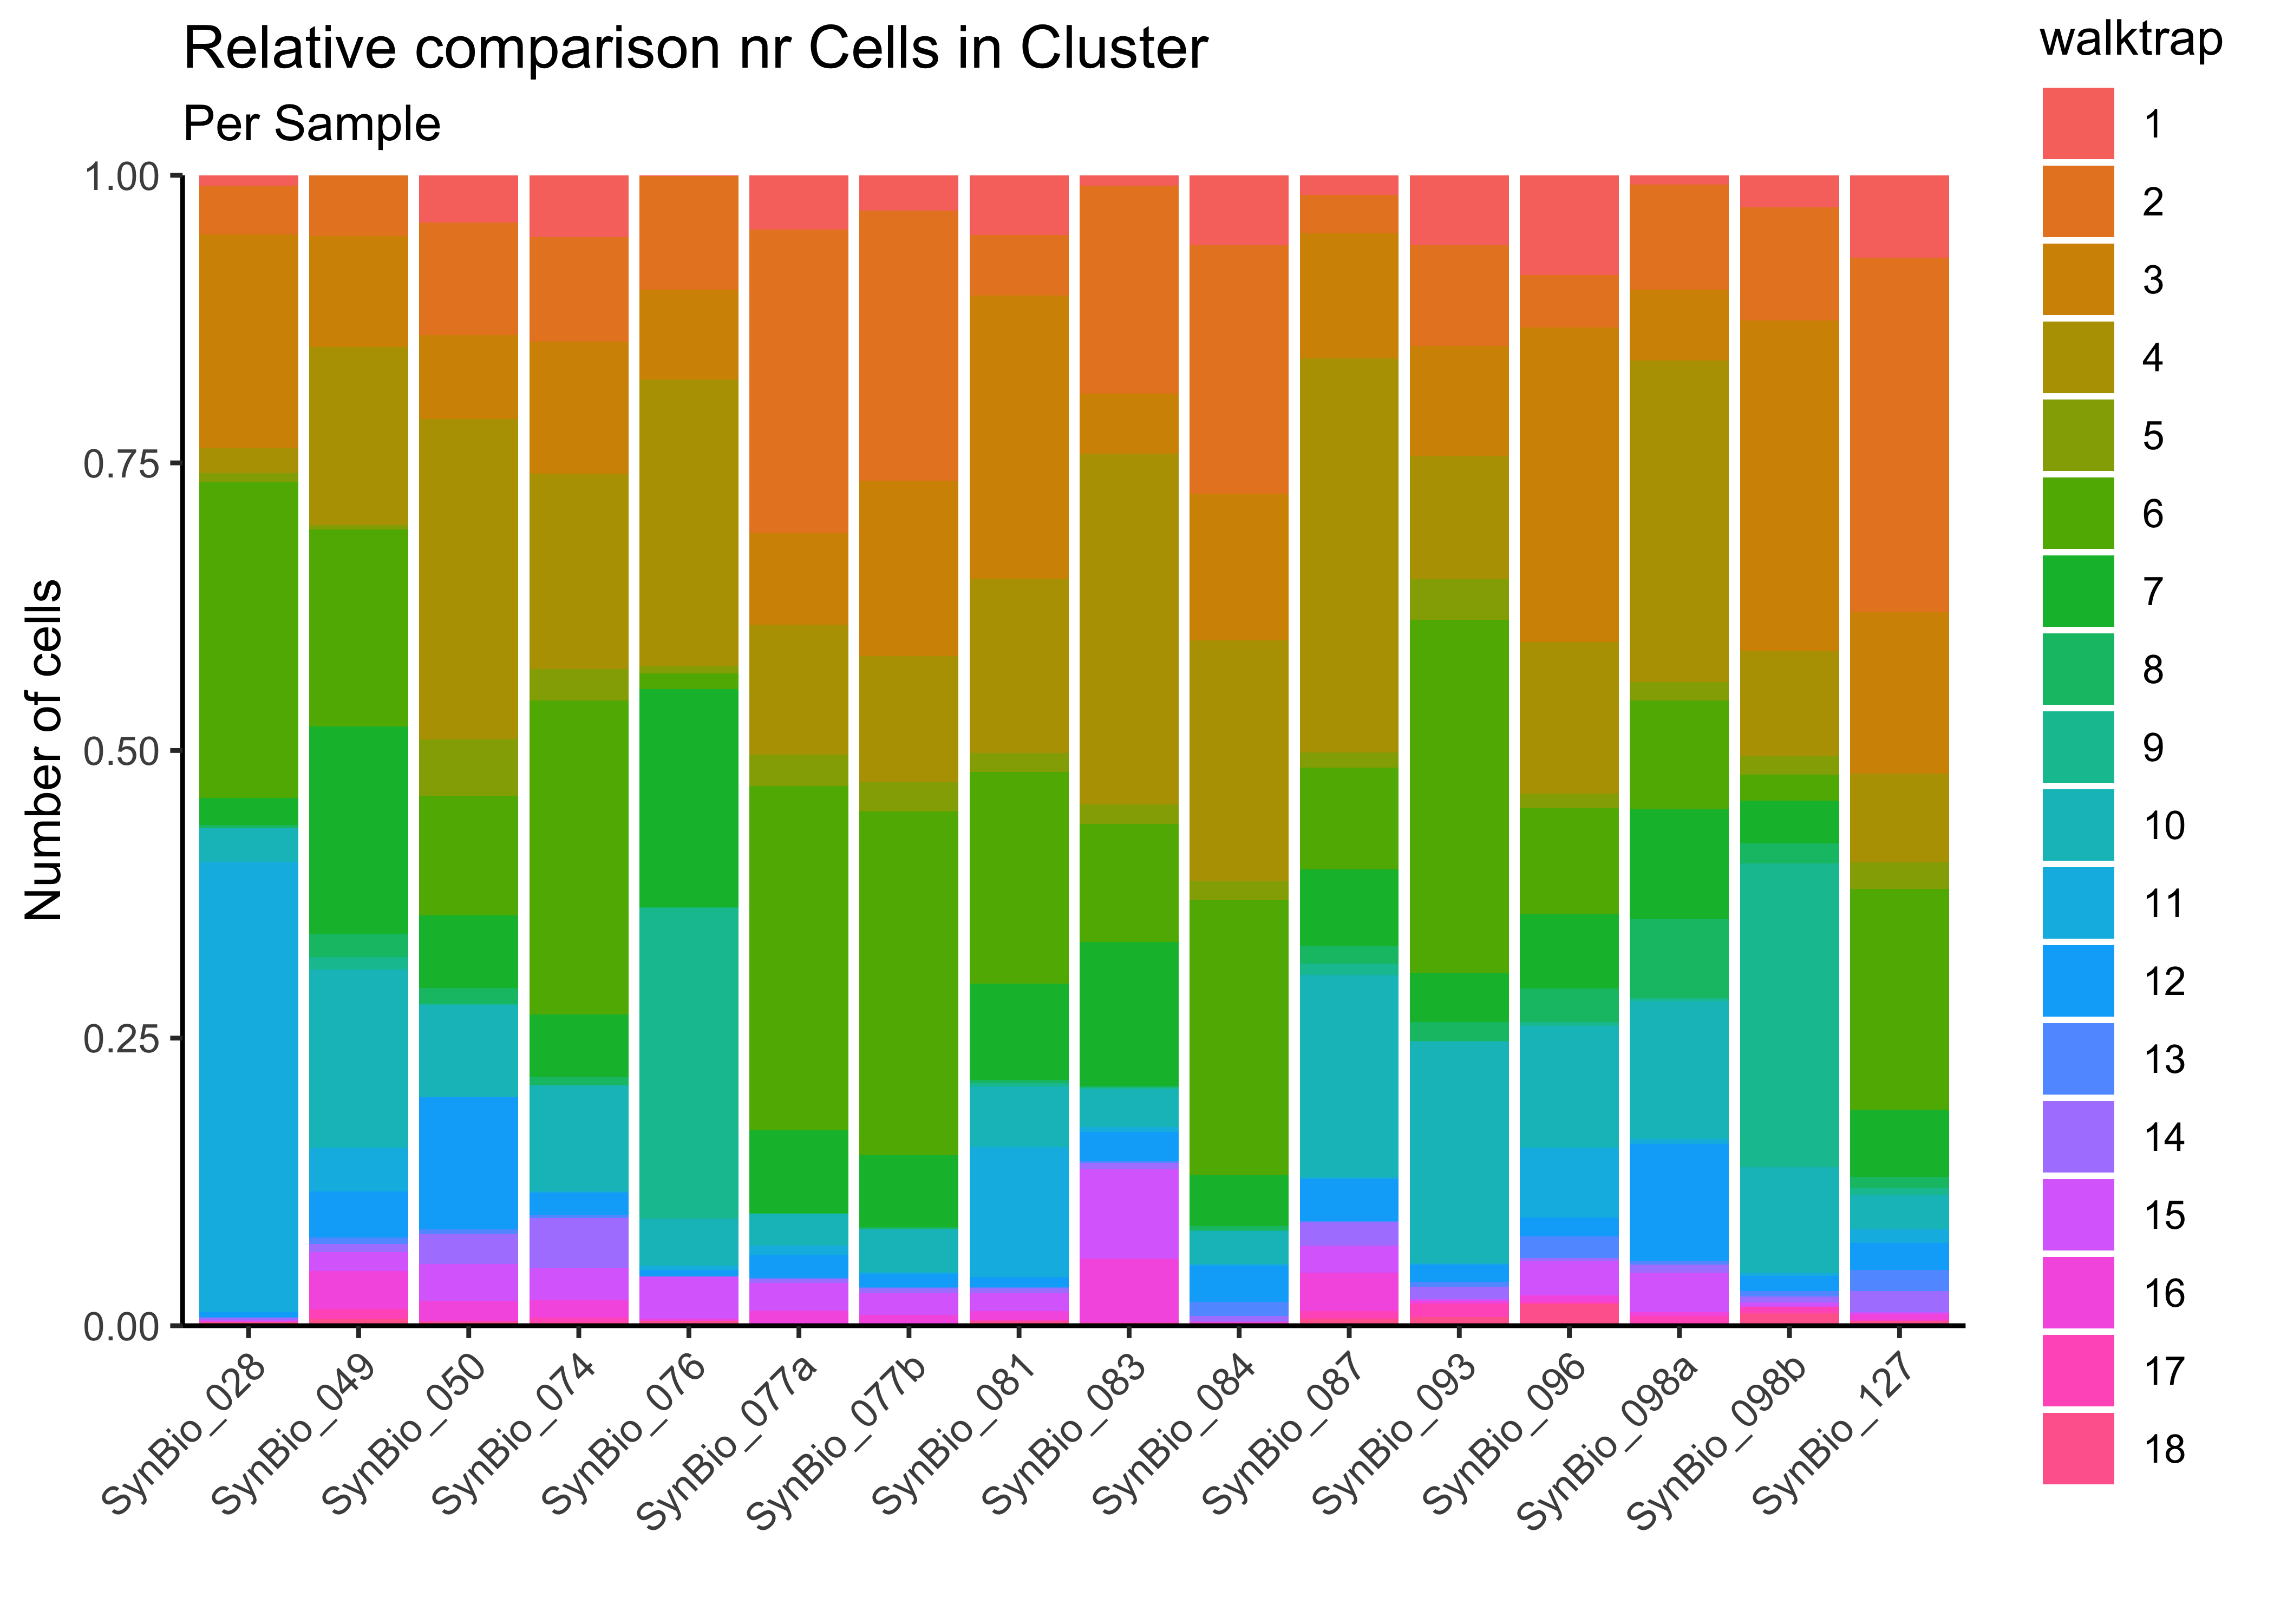 Relative comparison nr Cells in Cluster
Per Sample
Number of cells
1.00
0.75
0.50
0.25
0.00
SynBio_028
SynBio_049
SynBio_050
SynBio_074
SynBio_076
SynBio_077a
SynBio_077b
SynBio_081
SynBio_083
SynBio_084
SynBio_087
SynBio_093
SynBio_096
SynBio_098a
SynBio_098b
SynBio_127
walktrap
1
2
3
4
5
6
7
8
9
10
11
12
13
14
15
16
17
18